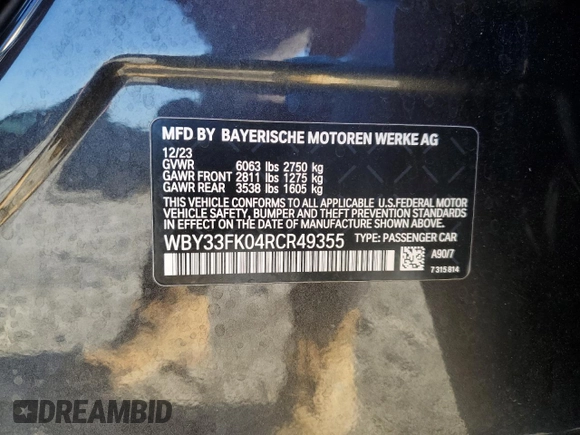 MFD BY BAYERISCHE MOTOREN WERKE AG
12/23
GVWR 6063 lbs 2750 kg
GAWR FRONT 2811 lbs 1275 kg
GAWR REAR 3538 lbs 1605 kg
THIS VEHICLE CONFORMS TO ALL APPLICABLE U.S.FEDERAL MOTOR
VEHICLE SAFETY, BUMPER AND THEFT PREVENTION STANDARDS
IN EFFECT ON THE DATE OF MANUFACTURE SHOWN ABOVE.
WBY33FK04RCR49355 TYPE: PASSENGER CAR
A90/7
7 315 814
DREAMBID